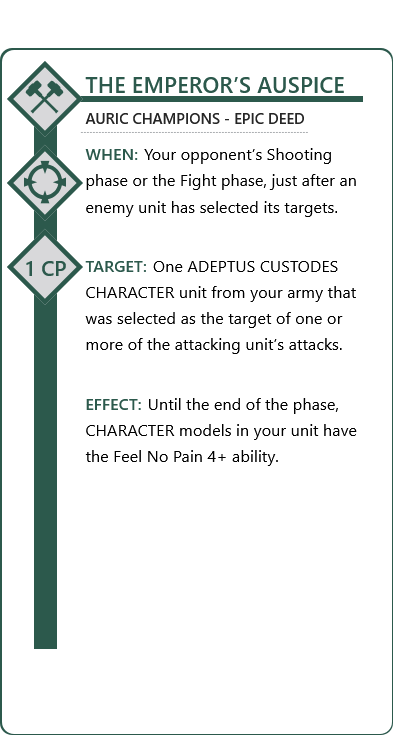 THE EMPEROR’S AUSPICE
AURIC CHAMPIONS - EPIC DEED
WHEN: Your opponent’s Shooting
phase or the Fight phase, just after an
enemy unit has selected its targets.
1 CP
TARGET: One ADEPTUS CUSTODES
CHARACTER unit from your army that
was selected as the target of one or
more of the attacking unit’s attacks.
EFFECT: Until the end of the phase,
CHARACTER models in your unit have
the Feel No Pain 4+ ability.